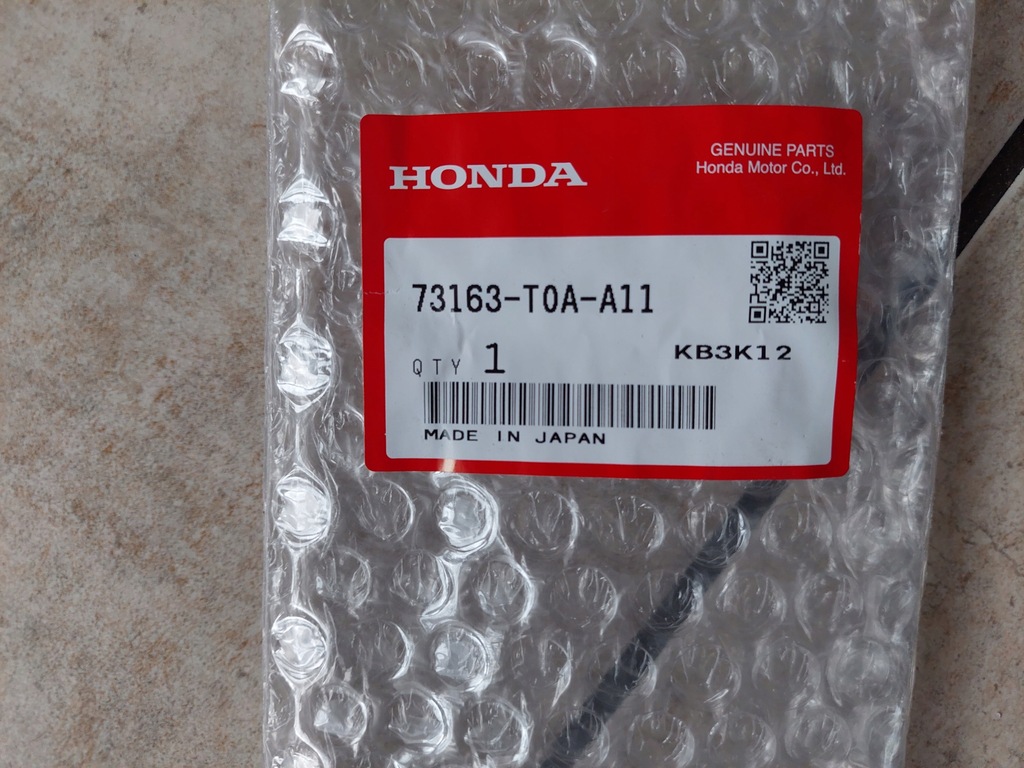 HONDA
GENUINE PARTS
Honda Motor Co., Ltd.
73163-T0A-A11
QTY 1
KB3K12
MADE IN JAPAN